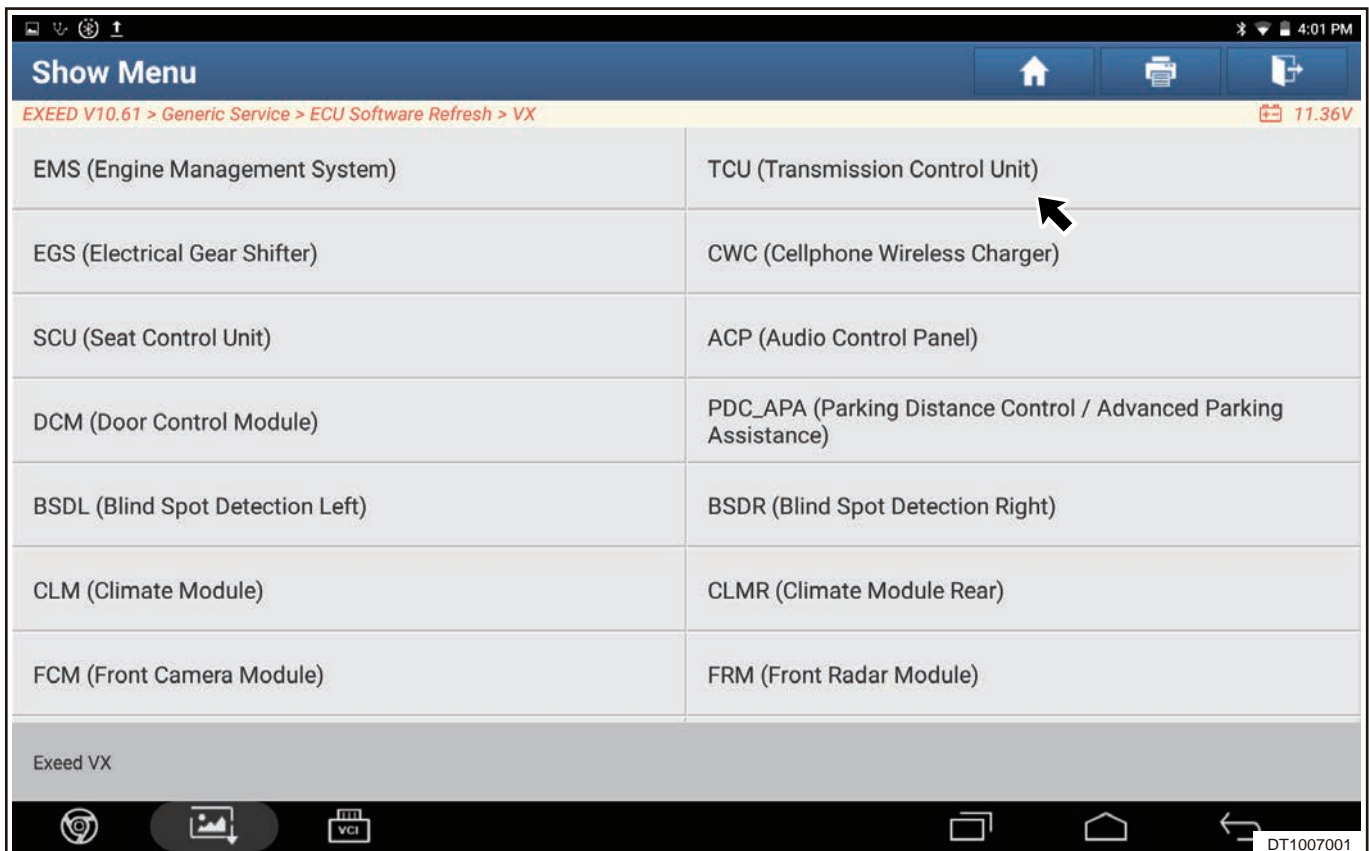 4:01 PM
Show Menu
EXEED V10.61 > Generic Service > ECU Software Refresh > VX
11.36V
EMS (Engine Management System)
TCU (Transmission Control Unit)
EGS (Electrical Gear Shifter)
CWC (Cellphone Wireless Charger)
SCU (Seat Control Unit)
ACP (Audio Control Panel)
DCM (Door Control Module)
PDC_APA (Parking Distance Control / Advanced Parking
Assistance)
BSDL (Blind Spot Detection Left)
BSDR (Blind Spot Detection Right)
CLM (Climate Module)
CLMR (Climate Module Rear)
FCM (Front Camera Module)
FRM (Front Radar Module)
Exeed VX
VCI
DT1007001